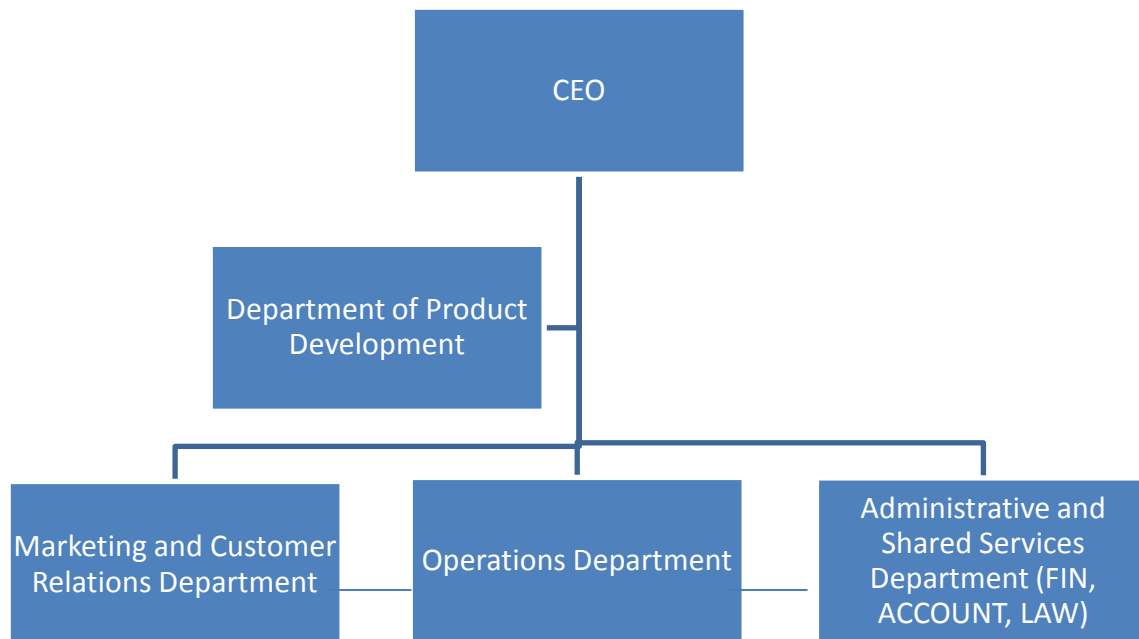 CEO
Department of Product
Development
Marketing and Customer
Relations Department
Operations Department
Administrative and
Shared Services
Department (FIN,
ACCOUNT, LAW)